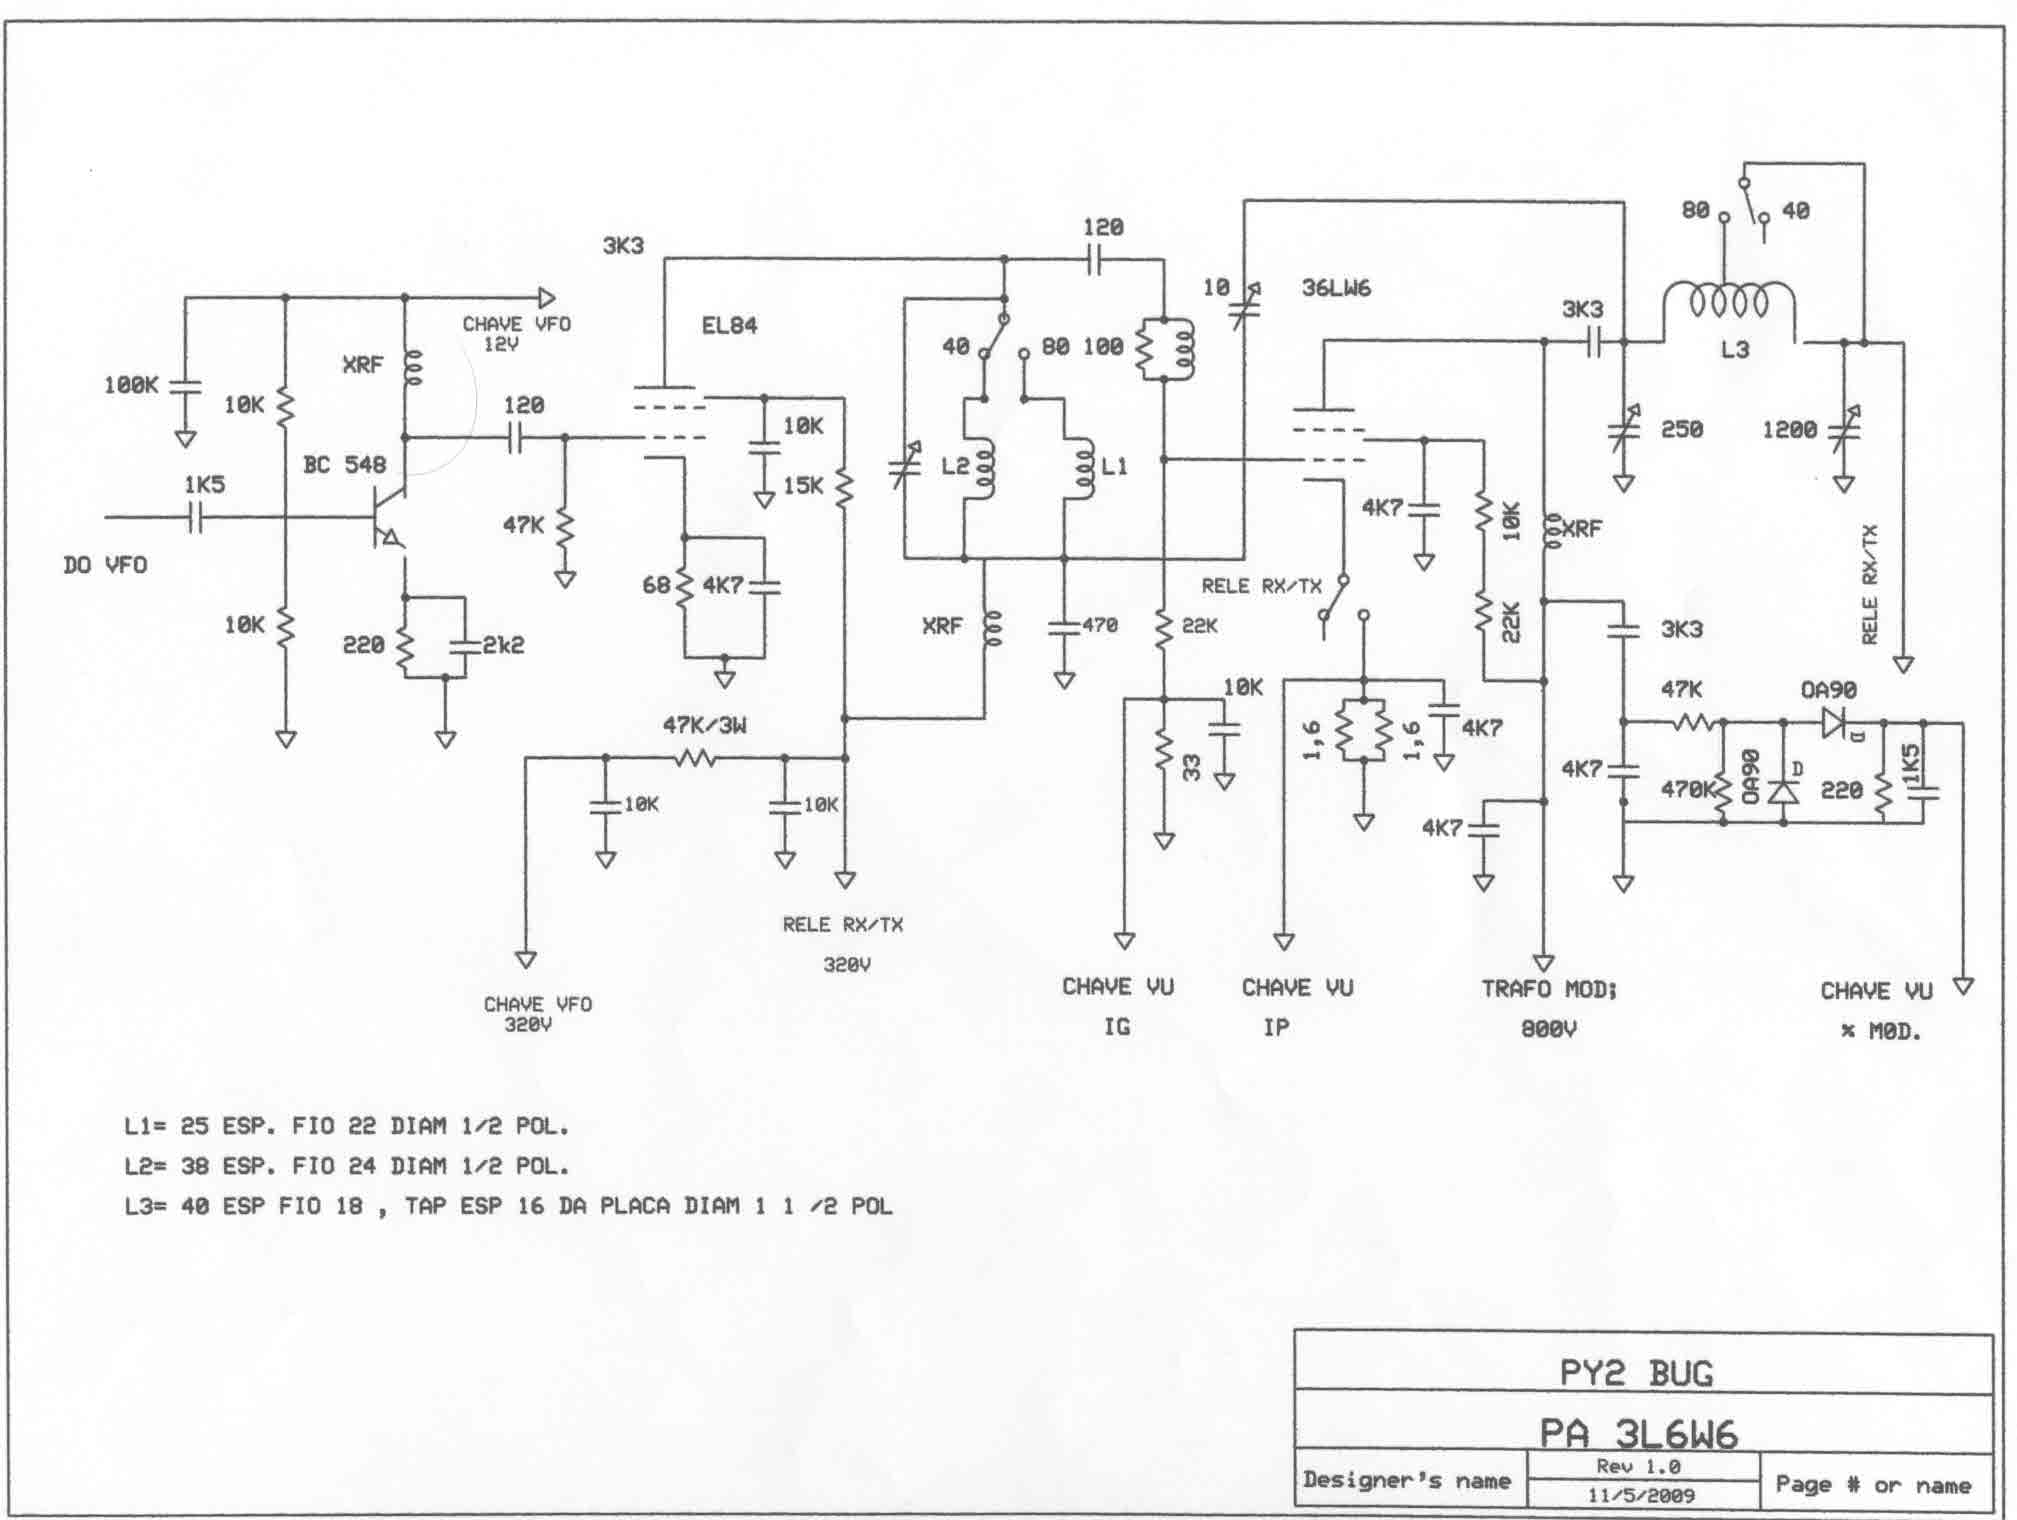 80
40
3K3
120
10
36LW6
3K3
CHAVE VFO
12V
EL84
40
80
100
L3
XRF
100K
10K
120
10K
250
1200
BC 548
1K5
15K
L2
L1
47K
4K7
10K
XRF
DO VFO
68
4K7
RELE RX/TX
RELE RX/TX
10K
220
2k2
XRF
470
22K
22K
3K3
47K/3W
10K
47K
OA90
1,6
1,6
4K7
33
4K7
470K
OA90
D
D
220
1K5
10K
10K
4K7
RELE RX/TX
320V
CHAVE VFO
320V
CHAVE VU
IG
CHAVE VU
IP
TRAFO MOD;
800V
CHAVE VU
% MØD.
L1= 25 ESP. FIO 22 DIAM 1/2 POL.
L2= 38 ESP. FIO 24 DIAM 1/2 POL.
L3= 40 ESP FIO 18 , TAP ESP 16 DA PLACA DIAM 1 1 /2 POL
PY2 BUG
PA 3L6W6
Designer's name
Rev 1.0
11/5/2009
Page # or name